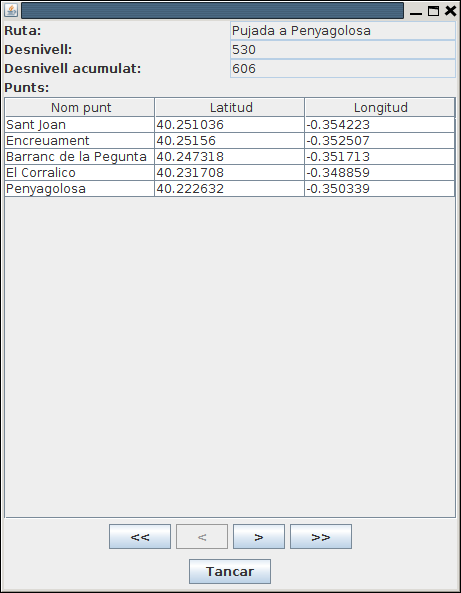 Ruta: Pujada a Penyagolosa
Desnivell: 530
Desnivell acumulat: 606
Punts:
Nom punt Latitud Longitud
Sant Joan 40.251036 -0.354223
Encreuament 40.25156 -0.352507
Barranc de la Pegunta 40.247318 -0.351713
El Corralico 40.231708 -0.348859
Penyagolosa 40.222632 -0.350339
<< < > >>
Tancar